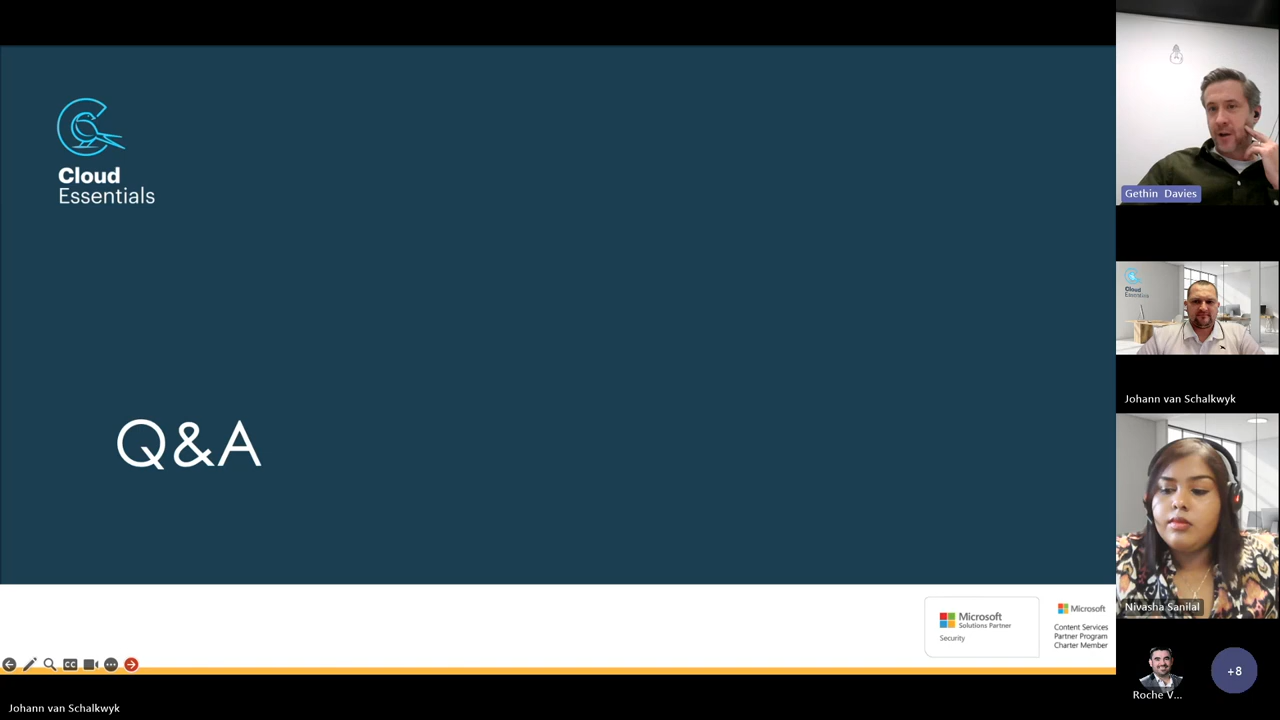 Cloud
Essentials
Q&A
Microsoft
Solutions Partner
Security
Microsoft
Content Services
Partner Program
Charter Member
CC
Johann van Schalkwyk
Gethin Davies
Cloud
Essentials
Johann van Schalkwyk
Nivasha Sanilal
Roche V...
+8